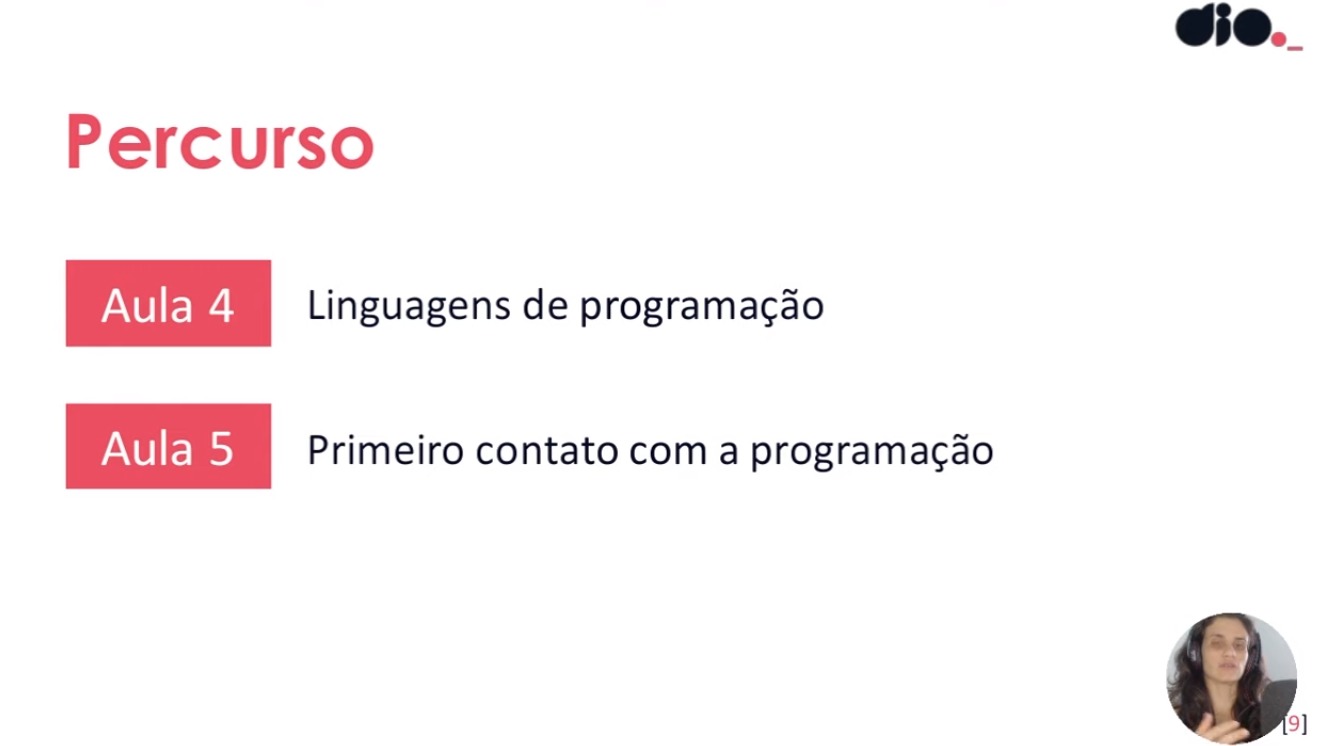 dio._
Percurso
Aula 4 Linguagens de programação
Aula 5 Primeiro contato com a programação
[9]